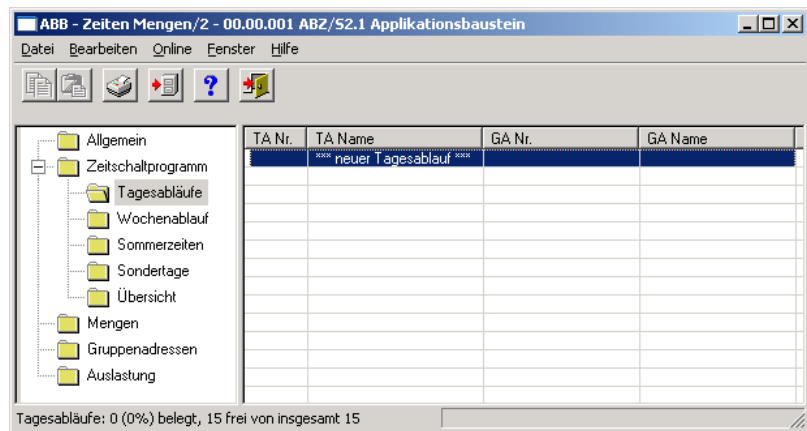 ABB - Zeiten Mengen/2 - 00.00.001 ABZ/S2.1 Applikationsbaustein
Datei Bearbeiten Online Fenster Hilfe
Allgemein
Zeitschaltprogramm
Tagesabläufe
Wochenablauf
Sommerzeiten
Sondertage
Übersicht
Mengen
Gruppenadressen
Auslastung
TA Nr. TA Name GA Nr. GA Name
*** neuer Tagesablauf ***
Tagesabläufe: 0 (0%) belegt, 15 frei von insgesamt 15